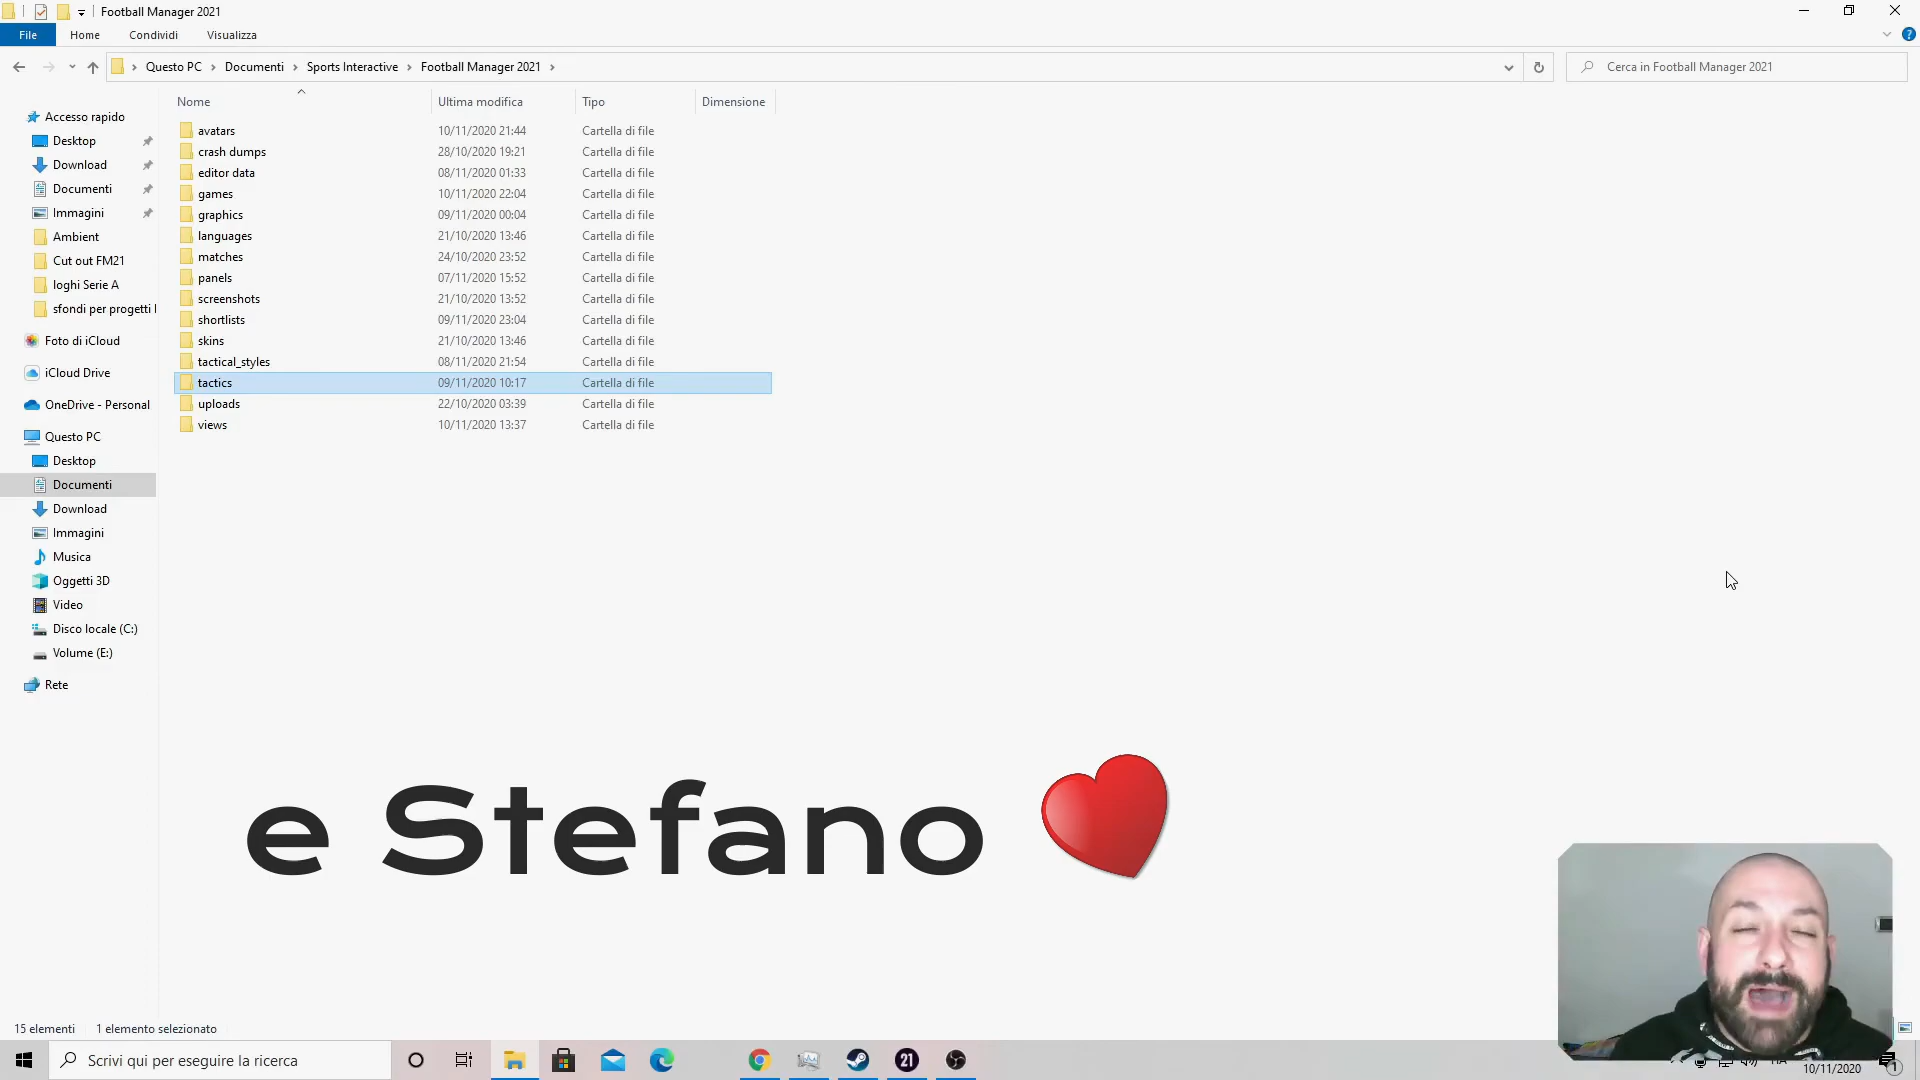 Football Manager 2021
File Home Condividi Visualizza
Questo PC Documenti Sports Interactive Football Manager 2021
Cerca in Football Manager 2021
Nome Ultima modifica Tipo Dimensione
Accesso rapido
Desktop
Download
Documenti
Immagini
Ambient
Cut out FM21
loghi Serie A
sfondi per progetti
Foto di iCloud
iCloud Drive
OneDrive - Personal
Questo PC
Desktop
Documenti
Download
Immagini
Musica
Oggetti 3D
Video
Disco locale (C:)
Volume (E:)
Rete
avatars 10/11/2020 21:44 Cartella di file
crash dumps 28/10/2020 19:21 Cartella di file
editor data 08/11/2020 01:33 Cartella di file
games 10/11/2020 22:04 Cartella di file
graphics 09/11/2020 00:04 Cartella di file
languages 21/10/2020 13:46 Cartella di file
matches 24/10/2020 23:52 Cartella di file
panels 07/11/2020 15:52 Cartella di file
screenshots 21/10/2020 13:52 Cartella di file
shortlists 09/11/2020 23:04 Cartella di file
skins 21/10/2020 13:46 Cartella di file
tactical_styles 08/11/2020 21:54 Cartella di file
tactics 09/11/2020 10:17 Cartella di file
uploads 22/10/2020 03:39 Cartella di file
views 10/11/2020 13:37 Cartella di file
e Stefano
15 elementi 1 elemento selezionato
Scrivi qui per eseguire la ricerca
21
10/11/2020
1